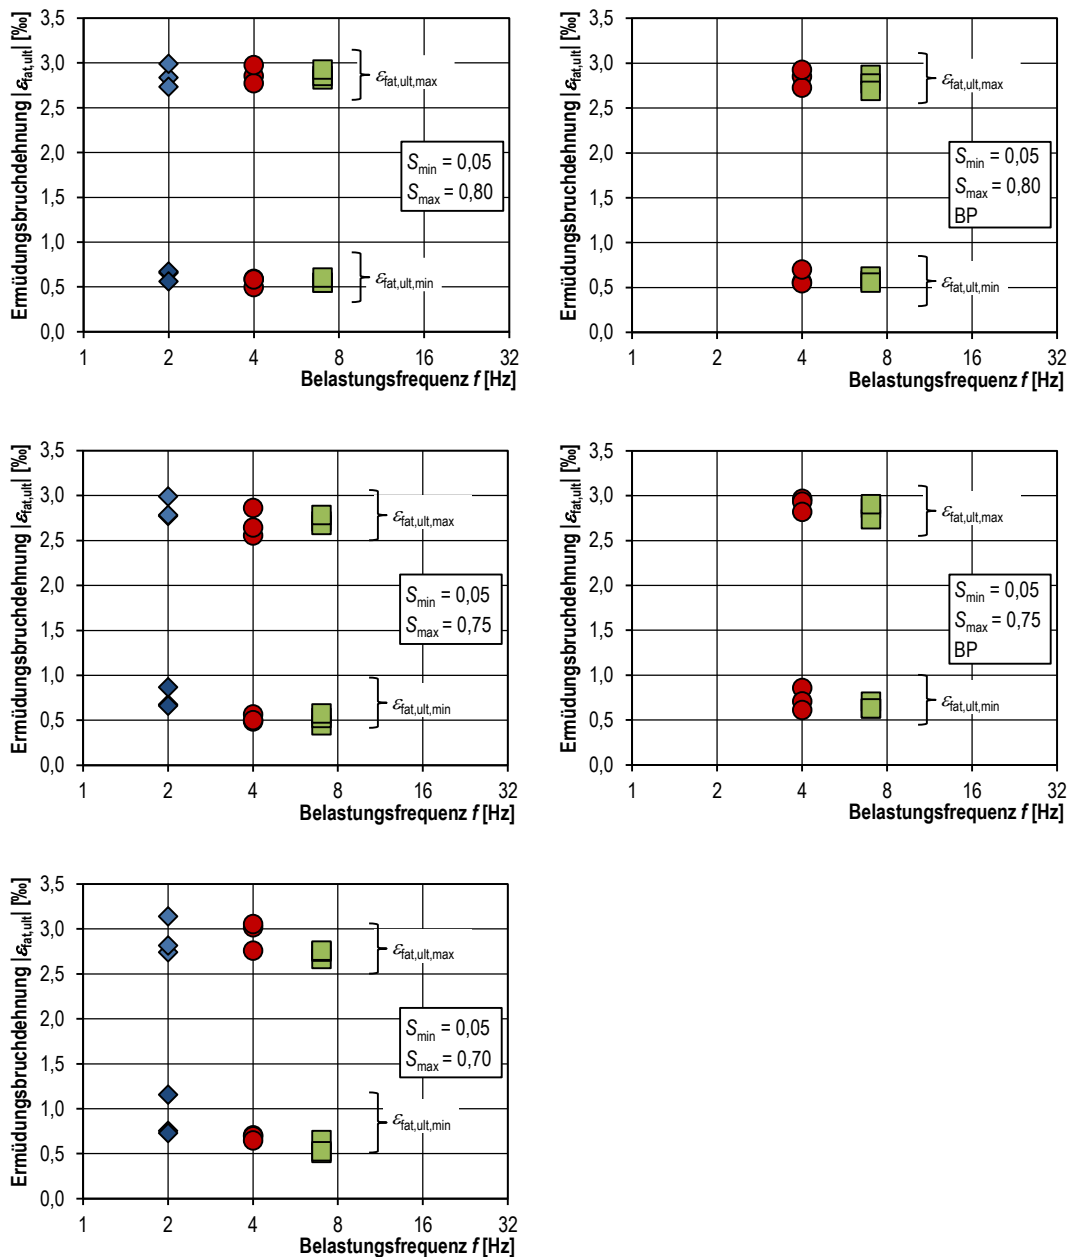 Ermüdungsbruchdehnung |εfat,ult| [‰]
3,5
3,0
2,5
2,0
1,5
1,0
0,5
0,0
εfat,ult,max
Smin = 0,05
Smax = 0,80
εfat,ult,min
1 2 4 8 16 32
Belastungsfrequenz f [Hz]
Ermüdungsbruchdehnung |εfat,ult| [‰]
3,5
3,0
2,5
2,0
1,5
1,0
0,5
0,0
εfat,ult,max
Smin = 0,05
Smax = 0,80
BP
εfat,ult,min
1 2 4 8 16 32
Belastungsfrequenz f [Hz]
Ermüdungsbruchdehnung |εfat,ult| [‰]
3,5
3,0
2,5
2,0
1,5
1,0
0,5
0,0
εfat,ult,max
Smin = 0,05
Smax = 0,75
εfat,ult,min
1 2 4 8 16 32
Belastungsfrequenz f [Hz]
Ermüdungsbruchdehnung |εfat,ult| [‰]
3,5
3,0
2,5
2,0
1,5
1,0
0,5
0,0
εfat,ult,max
Smin = 0,05
Smax = 0,75
BP
εfat,ult,min
1 2 4 8 16 32
Belastungsfrequenz f [Hz]
Ermüdungsbruchdehnung |εfat,ult| [‰]
3,5
3,0
2,5
2,0
1,5
1,0
0,5
0,0
εfat,ult,max
Smin = 0,05
Smax = 0,70
εfat,ult,min
1 2 4 8 16 32
Belastungsfrequenz f [Hz]